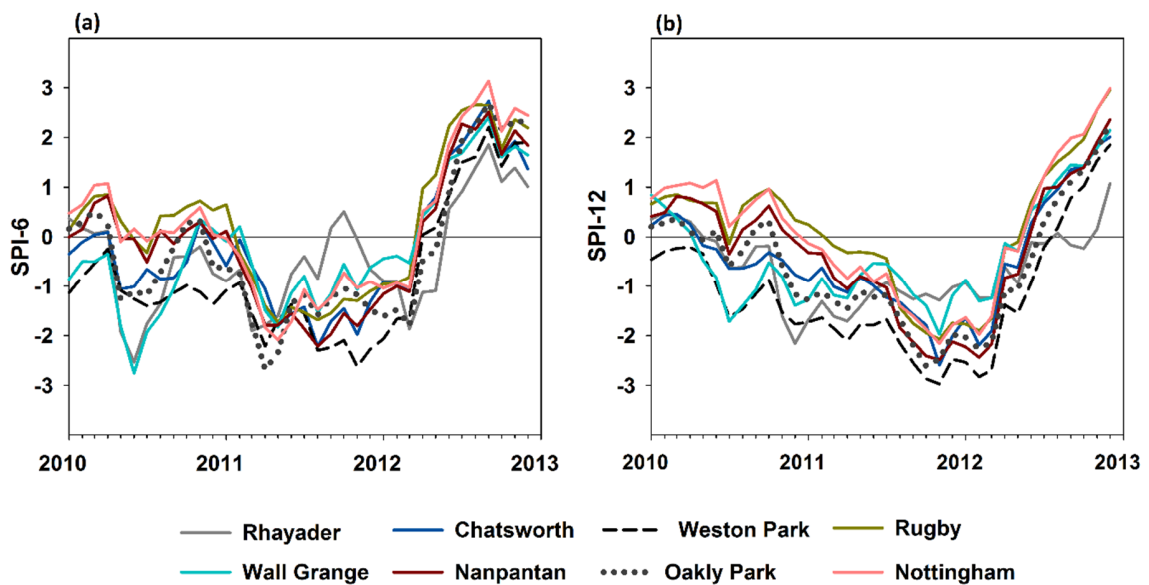 (a)
(b)
SPI-6
3
2
1
0
-1
-2
-3
2010
2011
2012
2013
SPI-12
3
2
1
0
-1
-2
-3
2010
2011
2012
2013
Rhayader
Chatsworth
Weston Park
Rugby
Wall Grange
Nanpantan
Oakly Park
Nottingham